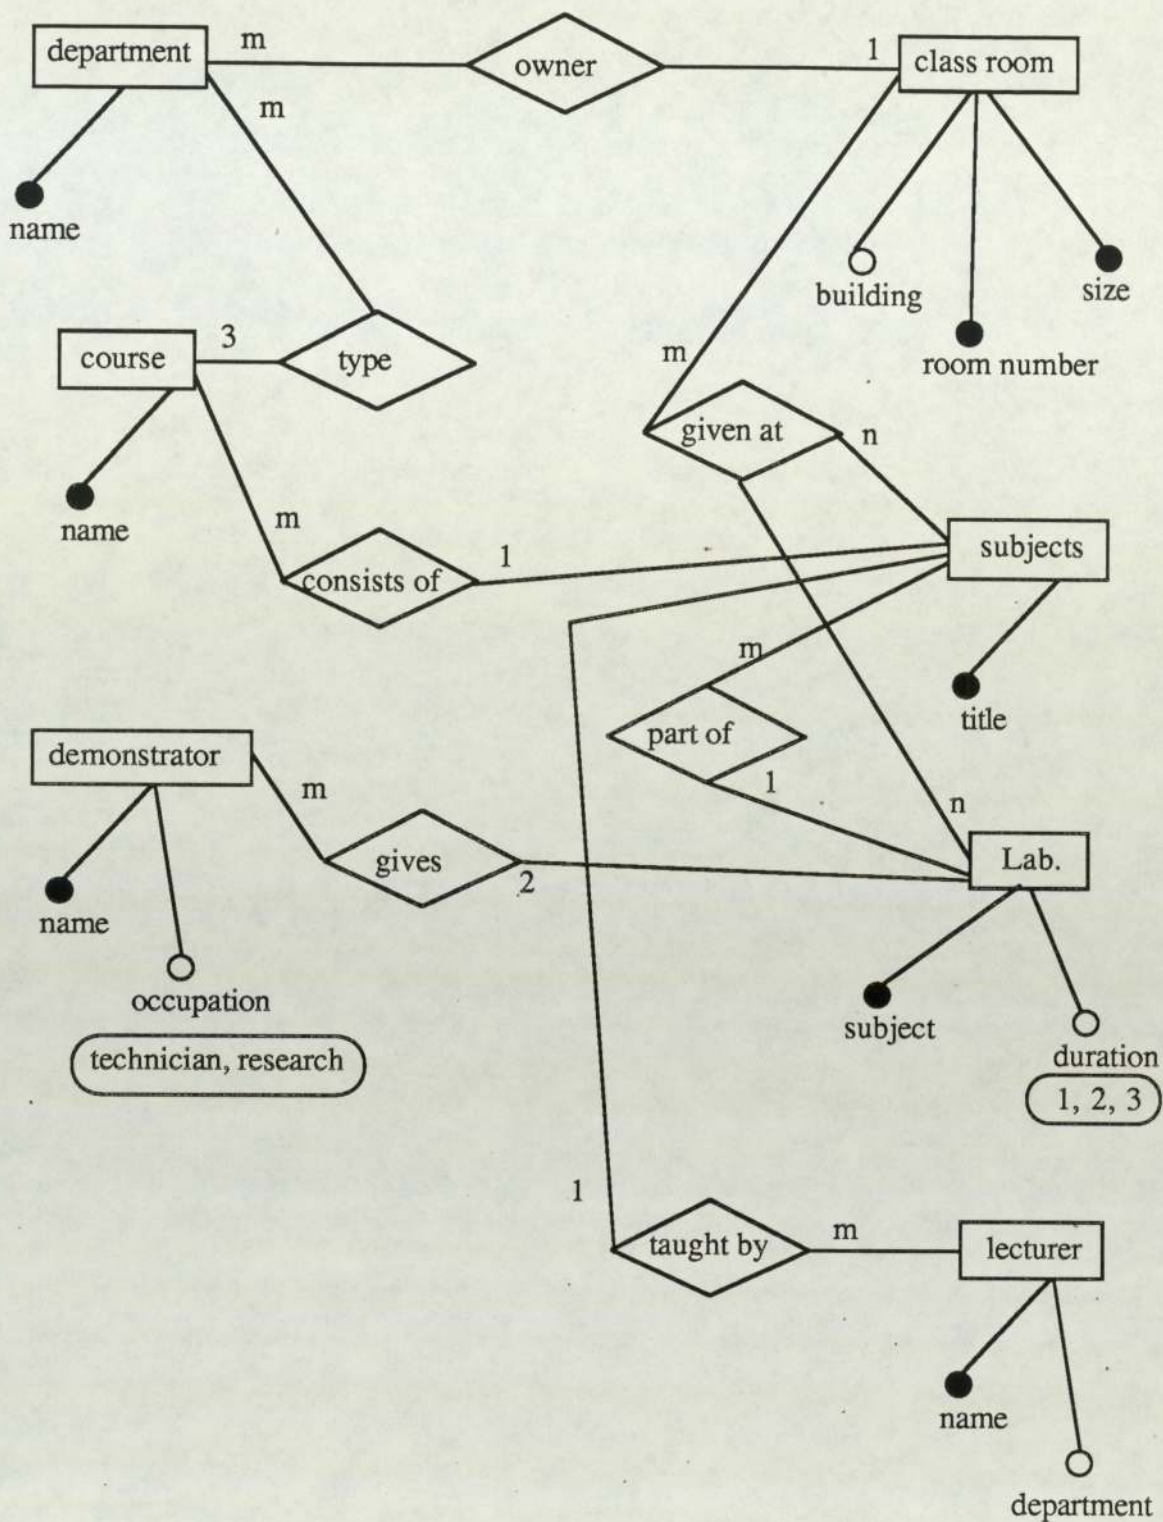 department
m
owner
1
class room
m
name
building
size
room number
course
3
type
m
given at
n
name
m
consists of
1
subjects
m
title
part of
1
demonstrator
m
gives
2
n
Lab.
name
occupation
technician, research
subject
duration
1, 2, 3
1
taught by
m
lecturer
name
department